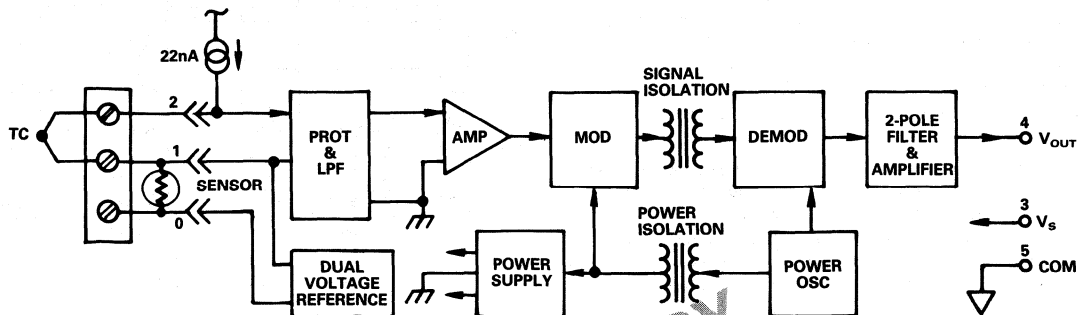 22nA
TC
2
1
0
SENSOR
PROT
&
LPF
DUAL
VOLTAGE
REFERENCE
AMP
MOD
SIGNAL
ISOLATION
DEMOD
2-POLE
FILTER
&
AMPLIFIER
4
VOUT
POWER
SUPPLY
POWER
ISOLATION
POWER
OSC
3
VS
5
COM